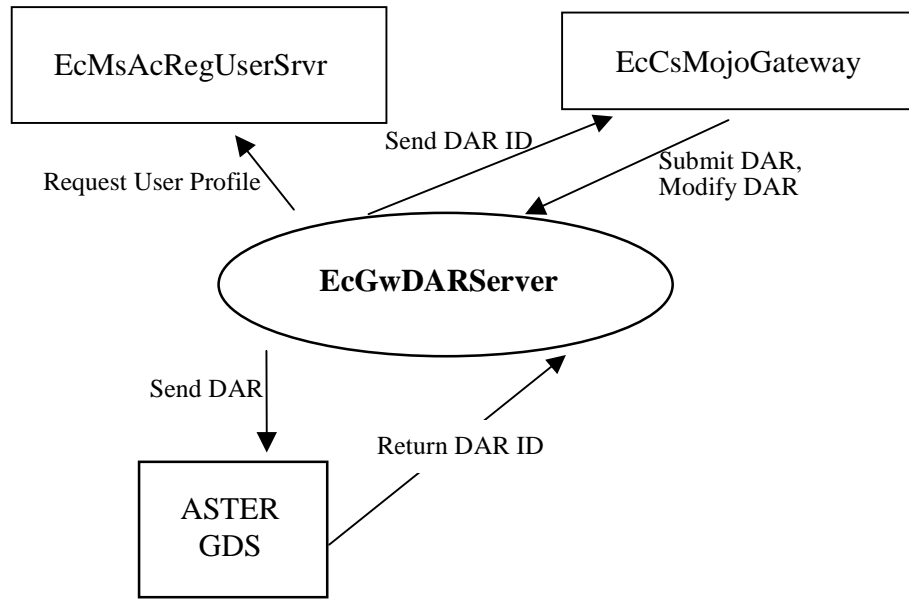 EcMsAcRegUserSrvr
EcCsMojoGateway
Send DAR ID
Submit DAR,
Modify DAR
Request User Profile
EcGwDARServer
Send DAR
Return DAR ID
ASTER
GDS